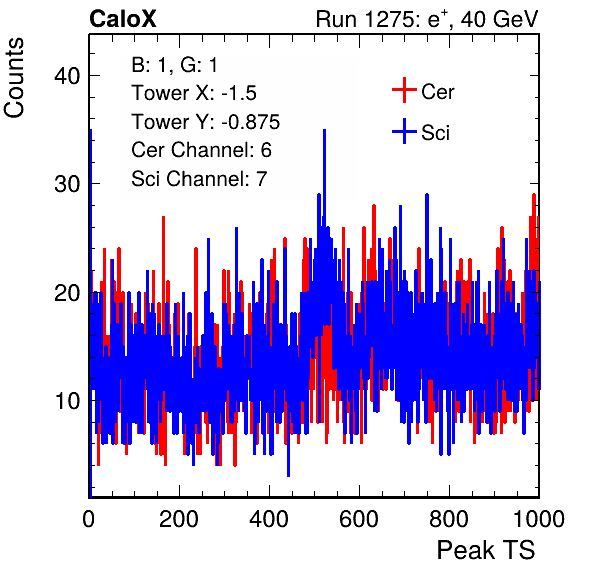 CaloX Run 1275: e+, 40 GeV
Counts
B: 1, G: 1
Tower X: -1.5
Tower Y: -0.875
Cer Channel: 6
Sci Channel: 7
Cer
Sci
40
30
20
10
0 200 400 600 800 1000
Peak TS